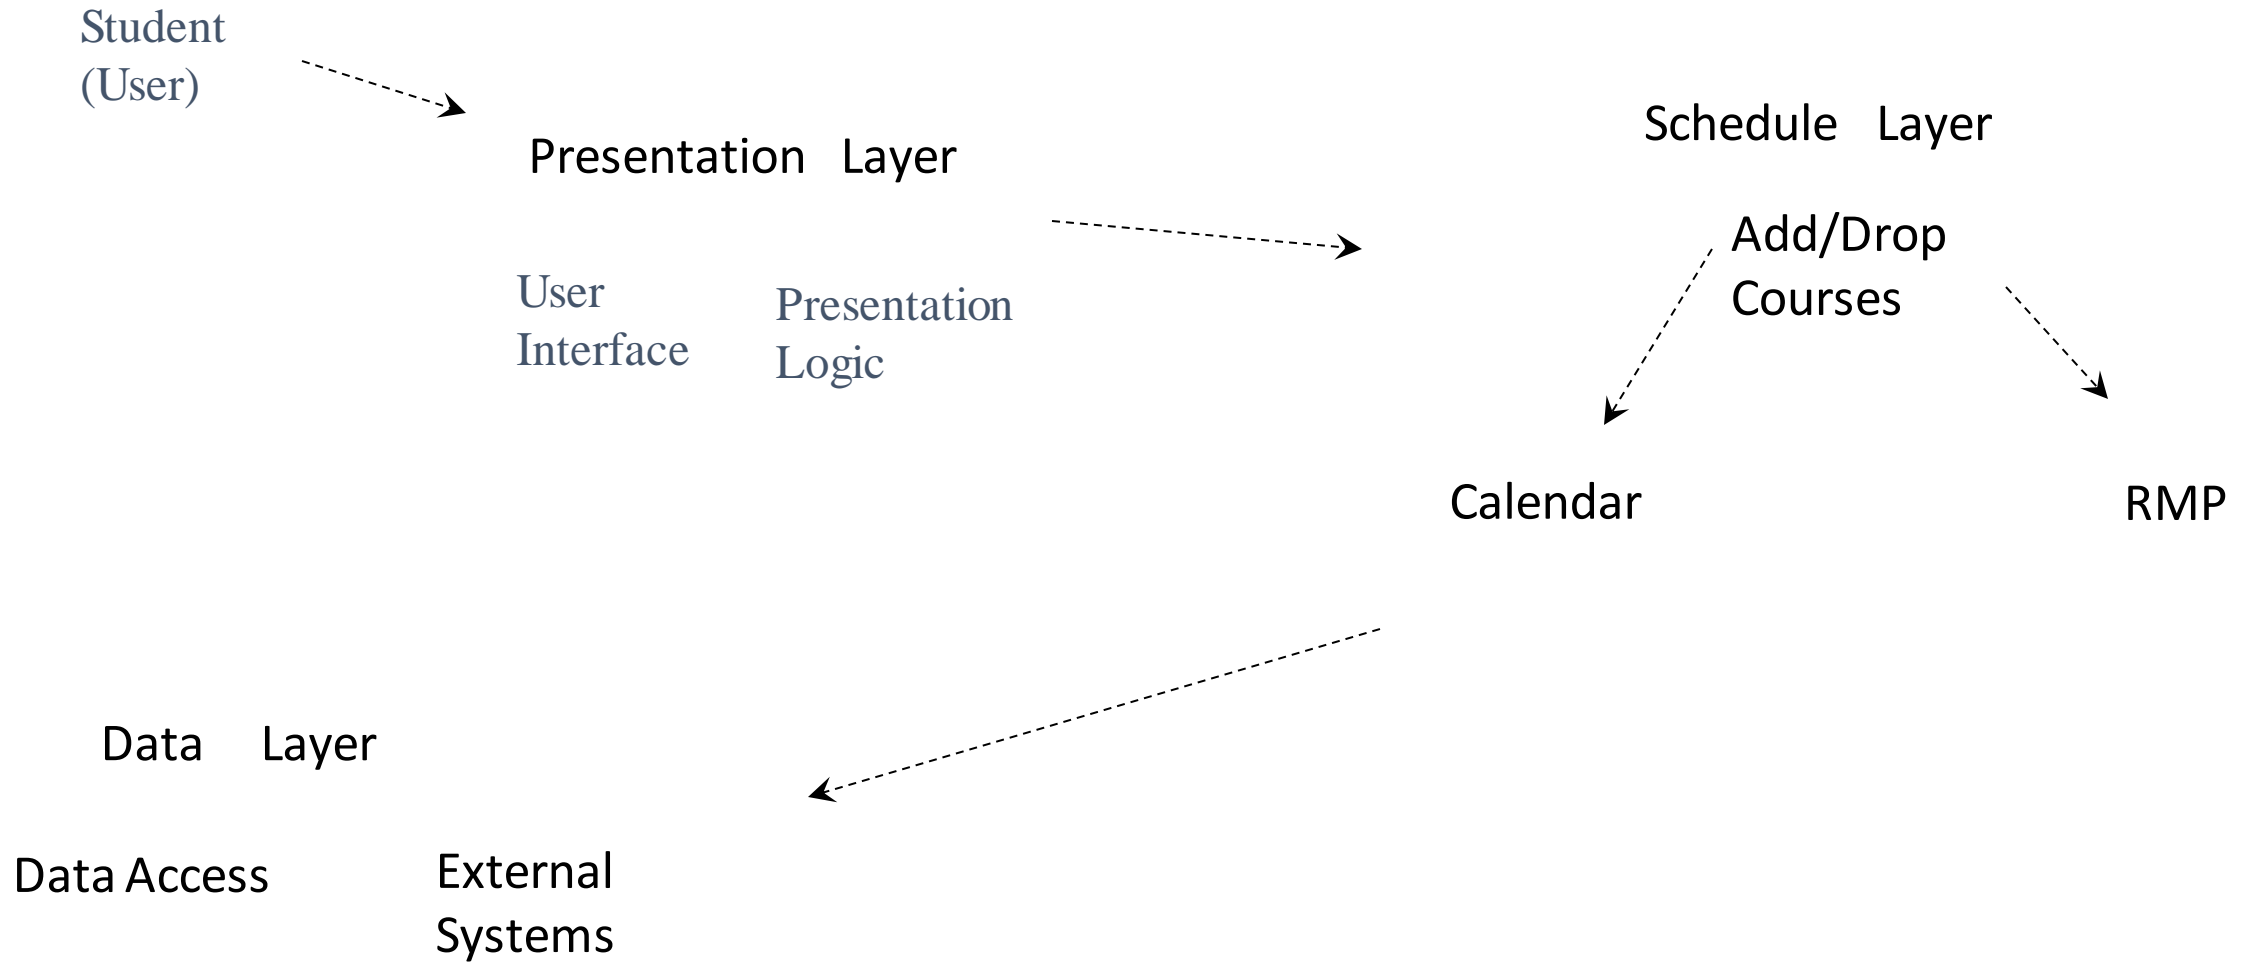 Student
(User)
Presentation Layer
User
Interface
Presentation
Logic
Schedule Layer
Add/Drop
Courses
Calendar
RMP
Data Layer
Data Access
External
Systems